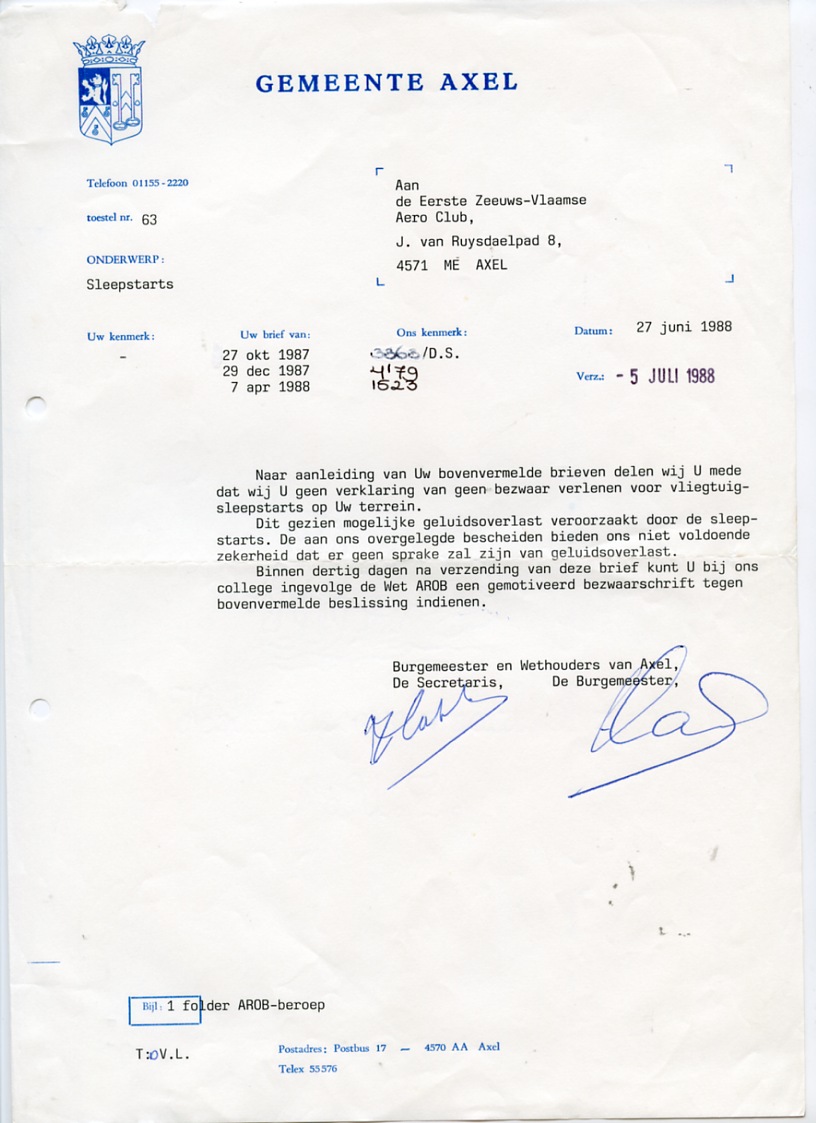 GEMEENTE AXEL
Telefoon 01155-2220
toestel nr. 63
ONDERWERP:
Sleepstarts
Aan
de Eerste Zeeuws-Vlaamse
Aero Club,
J. van Ruysdaelpad 8,
4571 ME AXEL
Uw kenmerk:
-
Uw brief van:
27 okt 1987
29 dec 1987
7 apr 1988
Ons kenmerk:
3363/D.S.
4179
1523
Datum: 27 juni 1988
Verz.: - 5 JULI 1988
Naar aanleiding van Uw bovenvermelde brieven delen wij U mede
dat wij U geen verklaring van geen bezwaar verlenen voor vliegtuig-
sleepstarts op Uw terrein.
Dit gezien mogelijke geluidsoverlast veroorzaakt door de sleep-
starts. De aan ons overgelegde bescheiden bieden ons niet voldoende
zekerheid dat er geen sprake zal zijn van geluidsoverlast.
Binnen dertig dagen na verzending van deze brief kunt U bij ons
college ingevolge de Wet AROB een gemotiveerd bezwaarschrift tegen
bovenvermelde beslissing indienen.
Burgemeester en Wethouders van Axel,
De Secretaris, De Burgemeester,
Bijl: 1 folder AROB-beroep
T:oV.L.
Postadres: Postbus 17 — 4570 AA Axel
Telex 55576